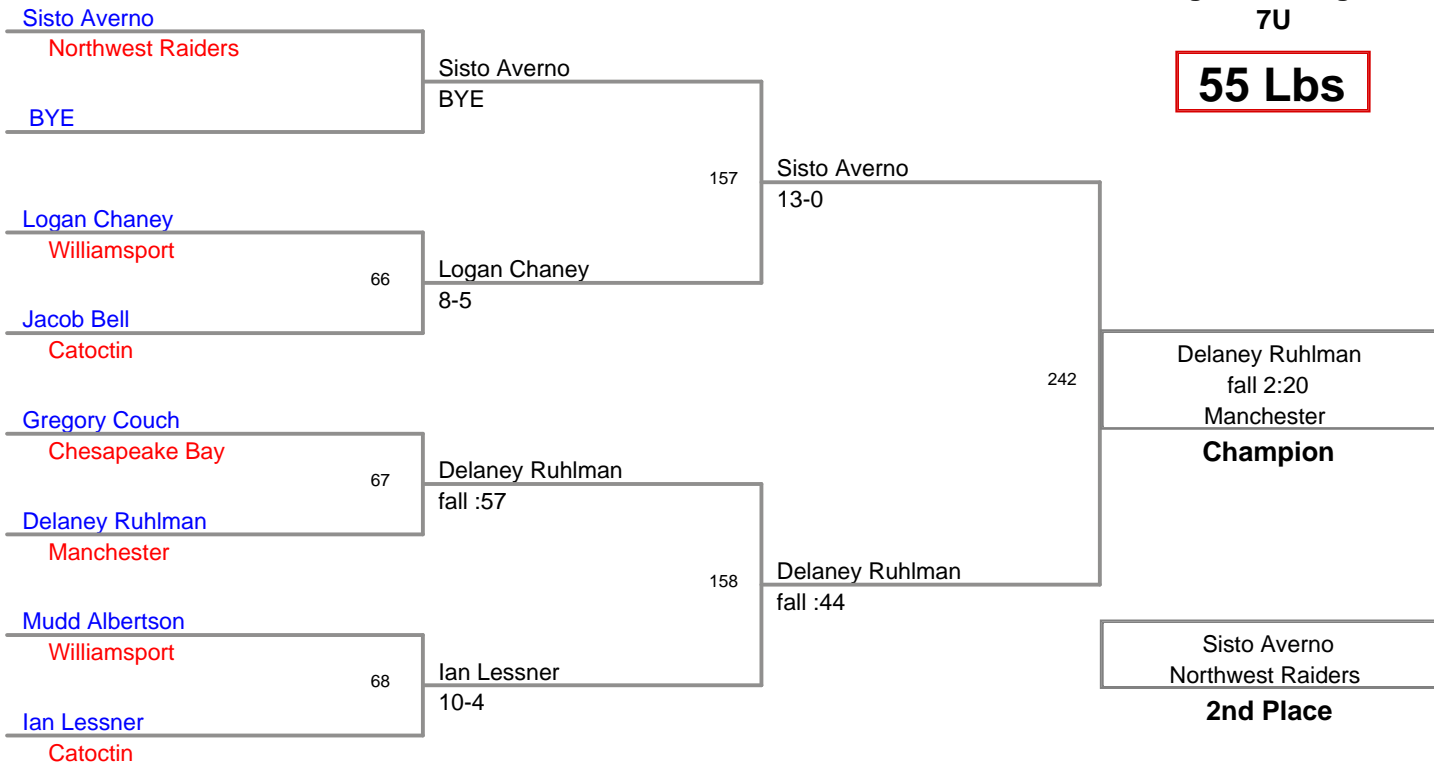 7U
55 Lbs
Sisto Averno
Northwest Raiders
BYE
Logan Chaney
Williamsport
66
Jacob Bell
Catoctin
Gregory Couch
Chesapeake Bay
67
Delaney Ruhlman
Manchester
Mudd Albertson
Williamsport
68
Ian Lessner
Catoctin
Sisto Averno
BYE
157
Logan Chaney
8-5
Delaney Ruhlman
fall :57
158
Ian Lessner
10-4
Sisto Averno
13-0
242
Delaney Ruhlman
fall :44
Delaney Ruhlman
fall 2:20
Manchester
Champion
Sisto Averno
Northwest Raiders
2nd Place